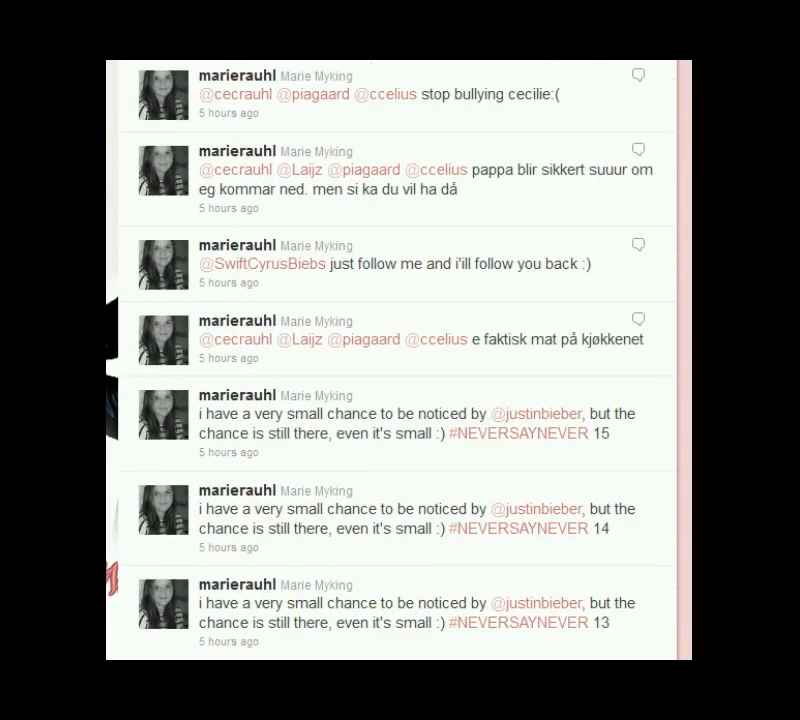 marierauhl Marie Myking
@cecrauhl @piagaard @ccelius stop bullying cecilie:(
5 hours ago
marierauhl Marie Myking
@cecrauhl @Laijz @piagaard @ccelius pappa blir sikkert suuur om
eg kommar ned. men si ka du vil ha då
5 hours ago
marierauhl Marie Myking
@SwiftCyrusBiebs just follow me and i'ill follow you back :)
5 hours ago
marierauhl Marie Myking
@cecrauhl @Laijz @piagaard @ccelius e faktisk mat på kjøkkenet
5 hours ago
marierauhl Marie Myking
i have a very small chance to be noticed by @justinbieber, but the
chance is still there, even it's small :) #NEVERSAYNEVER 15
5 hours ago
marierauhl Marie Myking
i have a very small chance to be noticed by @justinbieber, but the
chance is still there, even it's small :) #NEVERSAYNEVER 14
5 hours ago
marierauhl Marie Myking
i have a very small chance to be noticed by @justinbieber, but the
chance is still there, even it's small :) #NEVERSAYNEVER 13
5 hours ago